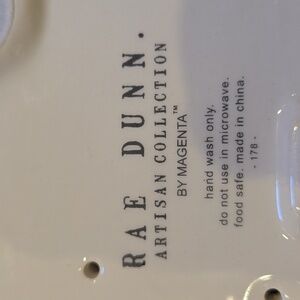 RAE DUNN.
ARTISAN COLLECTION
BY MAGENTA™
hand wash only.
do not use in microwave.
food safe. made in china.
- 178 -